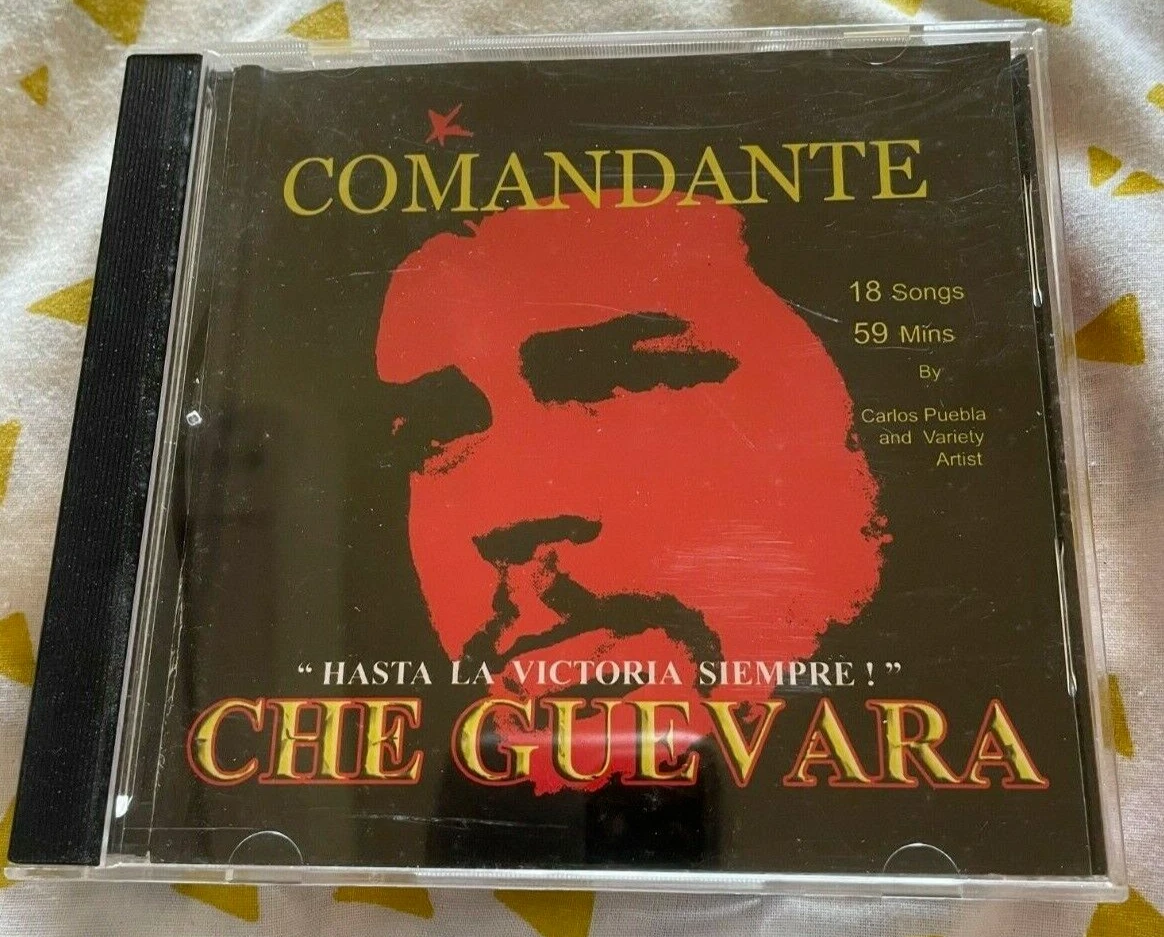 COMANDANTE
18 Songs
59 Mins
By
Carlos Puebla
and Variety
Artist
“ HASTA LA VICTORIA SIEMPRE ! ”
CHE GUEVARA